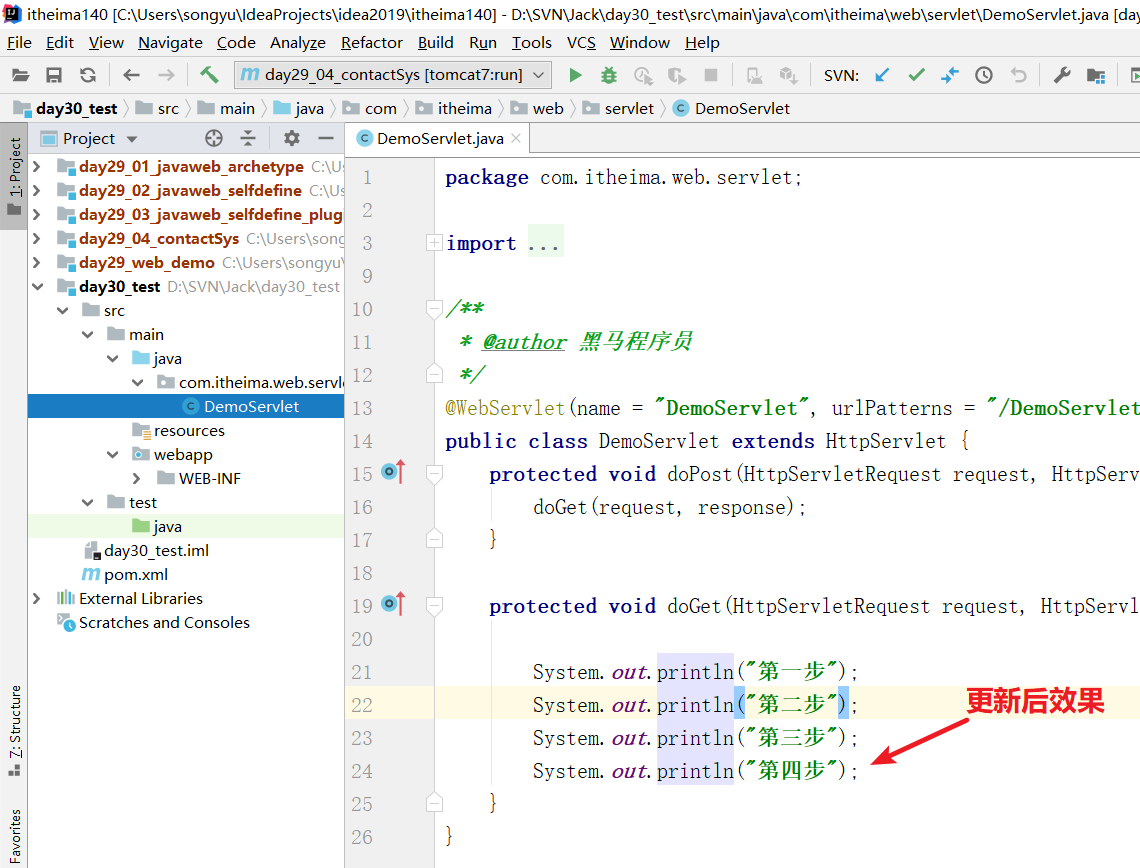 itheima140 [C:\Users\songyu\IdeaProjects\idea2019\itheima140] - D:\SVN\Jack\day30_test\src\main\java\com\itheima\web\servlet\DemoServlet.java [day
File Edit View Navigate Code Analyze Refactor Build Run Tools VCS Window Help
day29_04_contactSys [tomcat7:run] SVN:
day30_test src main java com itheima web servlet DemoServlet
1: Project
Project
day29_01_javaweb_archetype C:\Us
day29_02_javaweb_selfdefine C:\Us
day29_03_javaweb_selfdefine_plug
day29_04_contactSys C:\Users\song
day29_web_demo C:\Users\songyu\
day30_test D:\SVN\Jack\day30_test
src
main
java
com.itheima.web.servl
DemoServlet
resources
webapp
WEB-INF
test
java
day30_test.iml
pom.xml
External Libraries
Scratches and Consoles
7: Structure
Favorites
DemoServlet.java
1 package com.itheima.web.servlet;
2
3 import ...
9
10 /**
11 * @author 黑马程序员
12 */
13 @WebServlet(name = "DemoServlet", urlPatterns = "/DemoServlet
14 public class DemoServlet extends HttpServlet {
15 protected void doPost(HttpServletRequest request, HttpServ
16 doGet(request, response);
17 }
18
19 protected void doGet(HttpServletRequest request, HttpServl
20
21 System.out.println("第一步");
22 System.out.println("第二步");
23 System.out.println("第三步");
24 System.out.println("第四步");
25 }
26 }
更新后效果